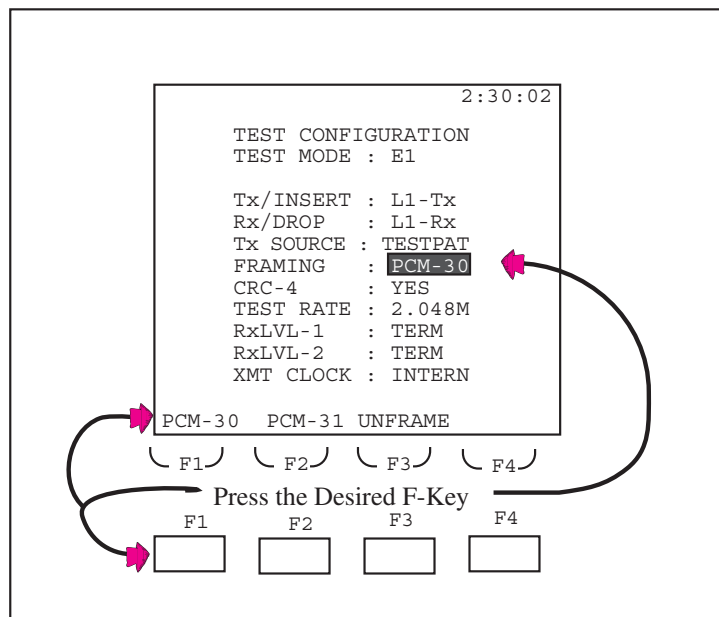 2:30:02
TEST CONFIGURATION
TEST MODE : E1
Tx/INSERT : L1-Tx
Rx/DROP : L1-Rx
Tx SOURCE : TESTPAT
FRAMING : PCM-30
CRC-4 : YES
TEST RATE : 2.048M
RxLVL-1 : TERM
RxLVL-2 : TERM
XMT CLOCK : INTERN
PCM-30 PCM-31 UNFRAME
F1 F2 F3 F4
Press the Desired F-Key
F1 F2 F3 F4